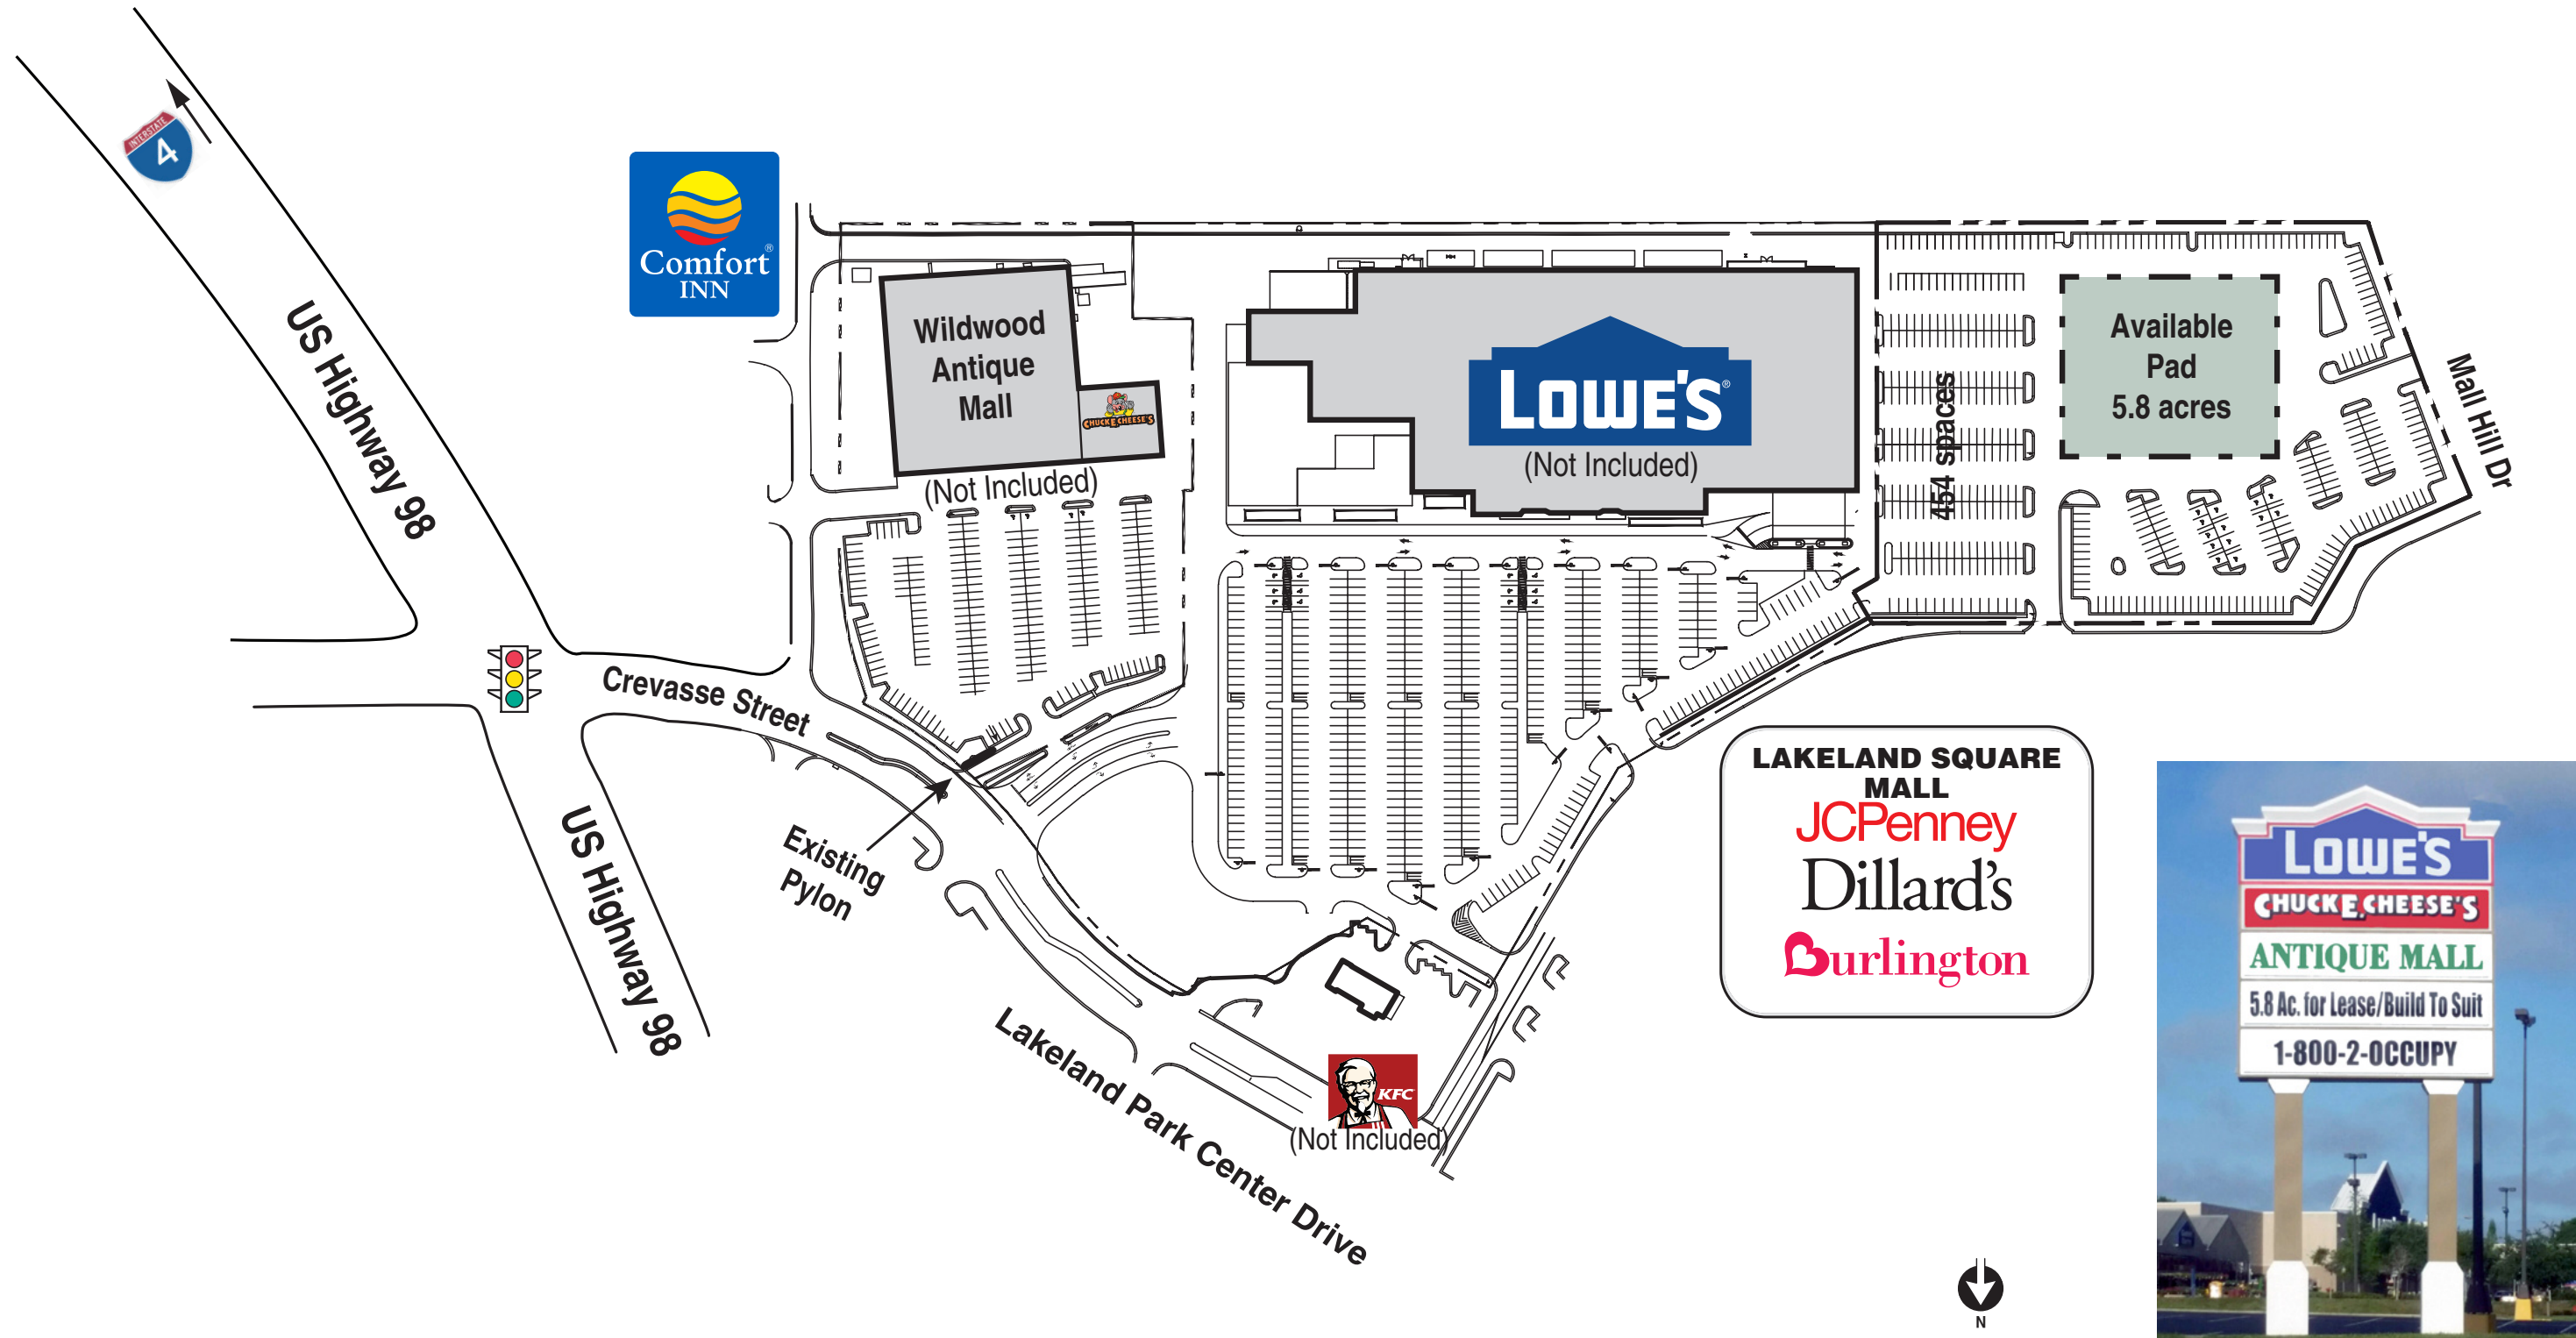 INTERSTATE
4
US Highway 98
Comfort®
INN
Wildwood
Antique
Mall
CHUCK E. CHEESE'S
(Not Included)
LOWE'S®
(Not Included)
454 spaces
Available
Pad
5.8 acres
Mall Hill Dr
Crevasse Street
US Highway 98
Existing
Pylon
Lakeland Park Center Drive
KFC
(Not Included)
LAKELAND SQUARE
MALL
JCPenney
Dillard's
Burlington
LOWE'S
CHUCK E. CHEESE'S
ANTIQUE MALL
5.8 Ac. for Lease/Build To Suit
1-800-2-OCCUPY
N